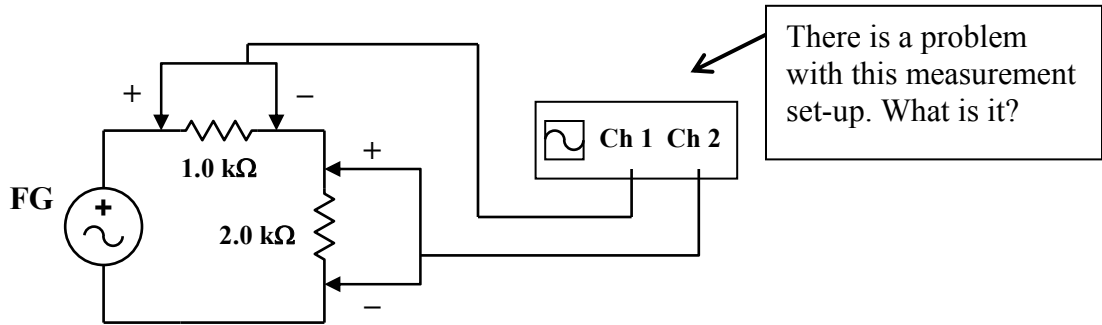 There is a problem
with this measurement
set-up. What is it?
+ −
Ch 1 Ch 2
1.0 kΩ
+
FG
+
2.0 kΩ
−